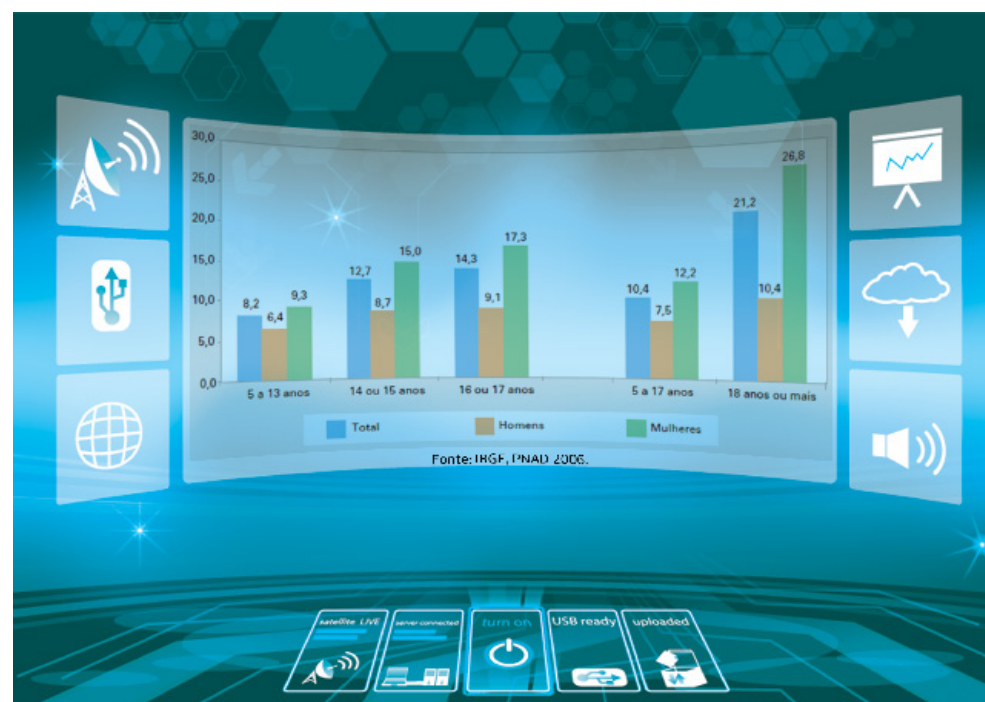 30,0
25,0
20,0
15,0
10,0
5,0
0,0
8,2 6,4 9,3
12,7 8,7 15,0
14,3 9,1 17,3
10,4 7,5 12,2
21,2 10,4 26,8
5 a 13 anos 14 ou 15 anos 16 ou 17 anos 5 a 17 anos 18 anos ou mais
Total Homens Mulheres
Fonte: IBGE, PNAD 2006.
satellite LIVE server connected turn on USB ready uploaded